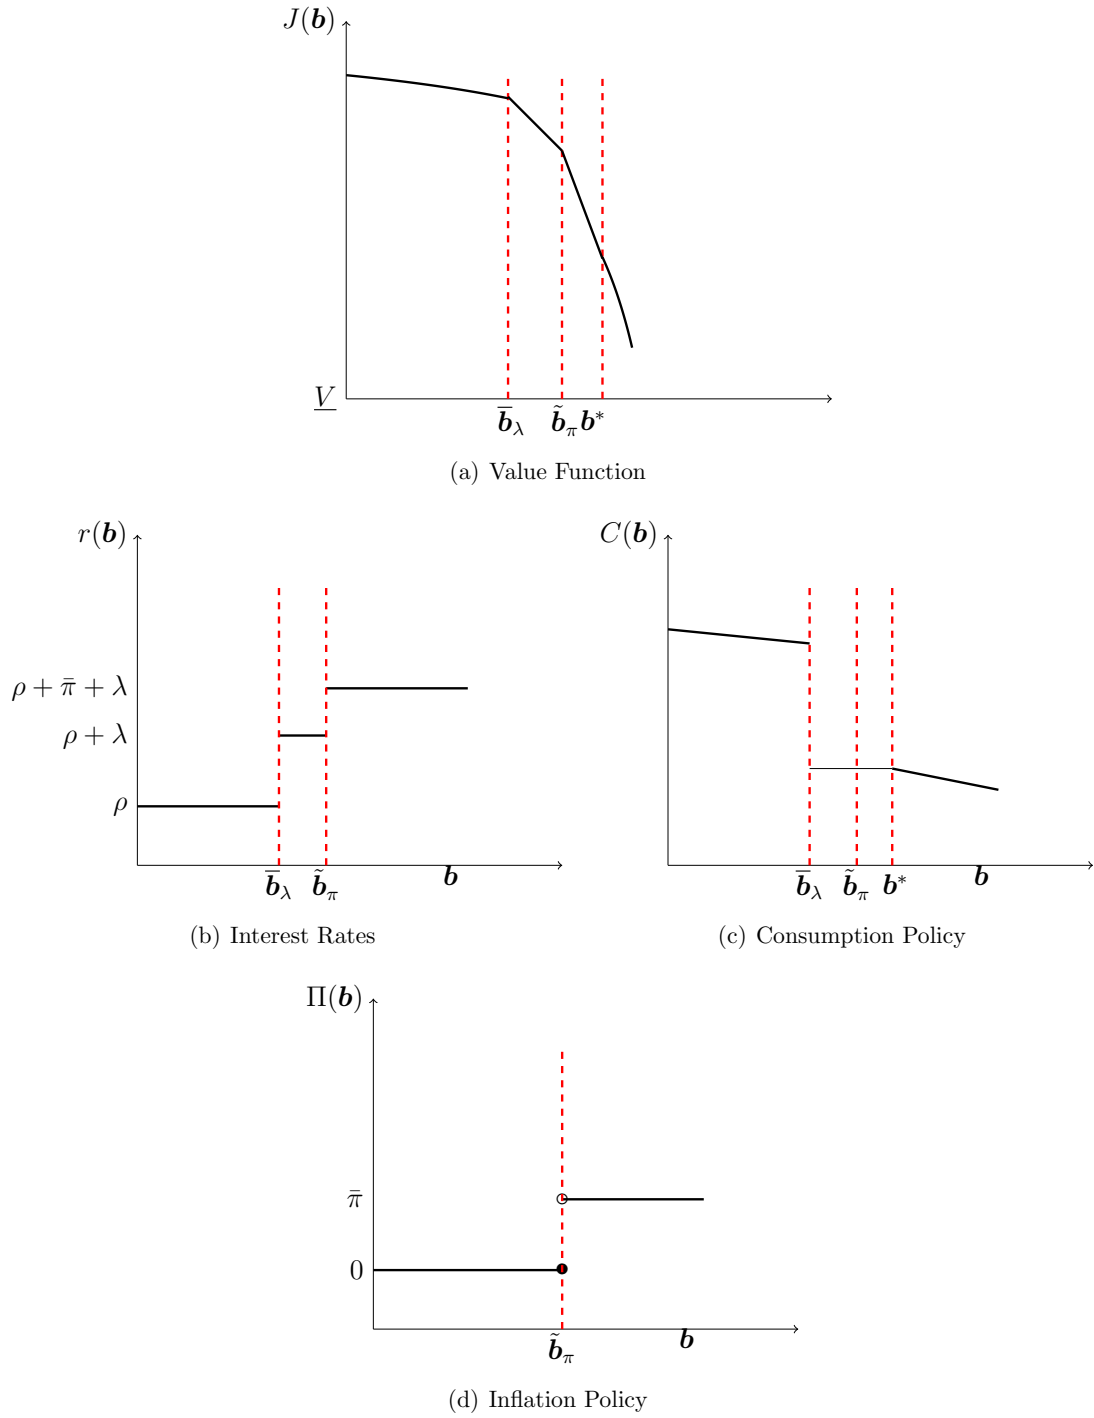 J(b)
V
b̅_λ b̃_π b*
(a) Value Function
r(b)
ρ + π̄ + λ
ρ + λ
ρ
b̅_λ b̃_π b
(b) Interest Rates
C(b)
b̅_λ b̃_π b* b
(c) Consumption Policy
Π(b)
π̄
0
b̃_π b
(d) Inflation Policy